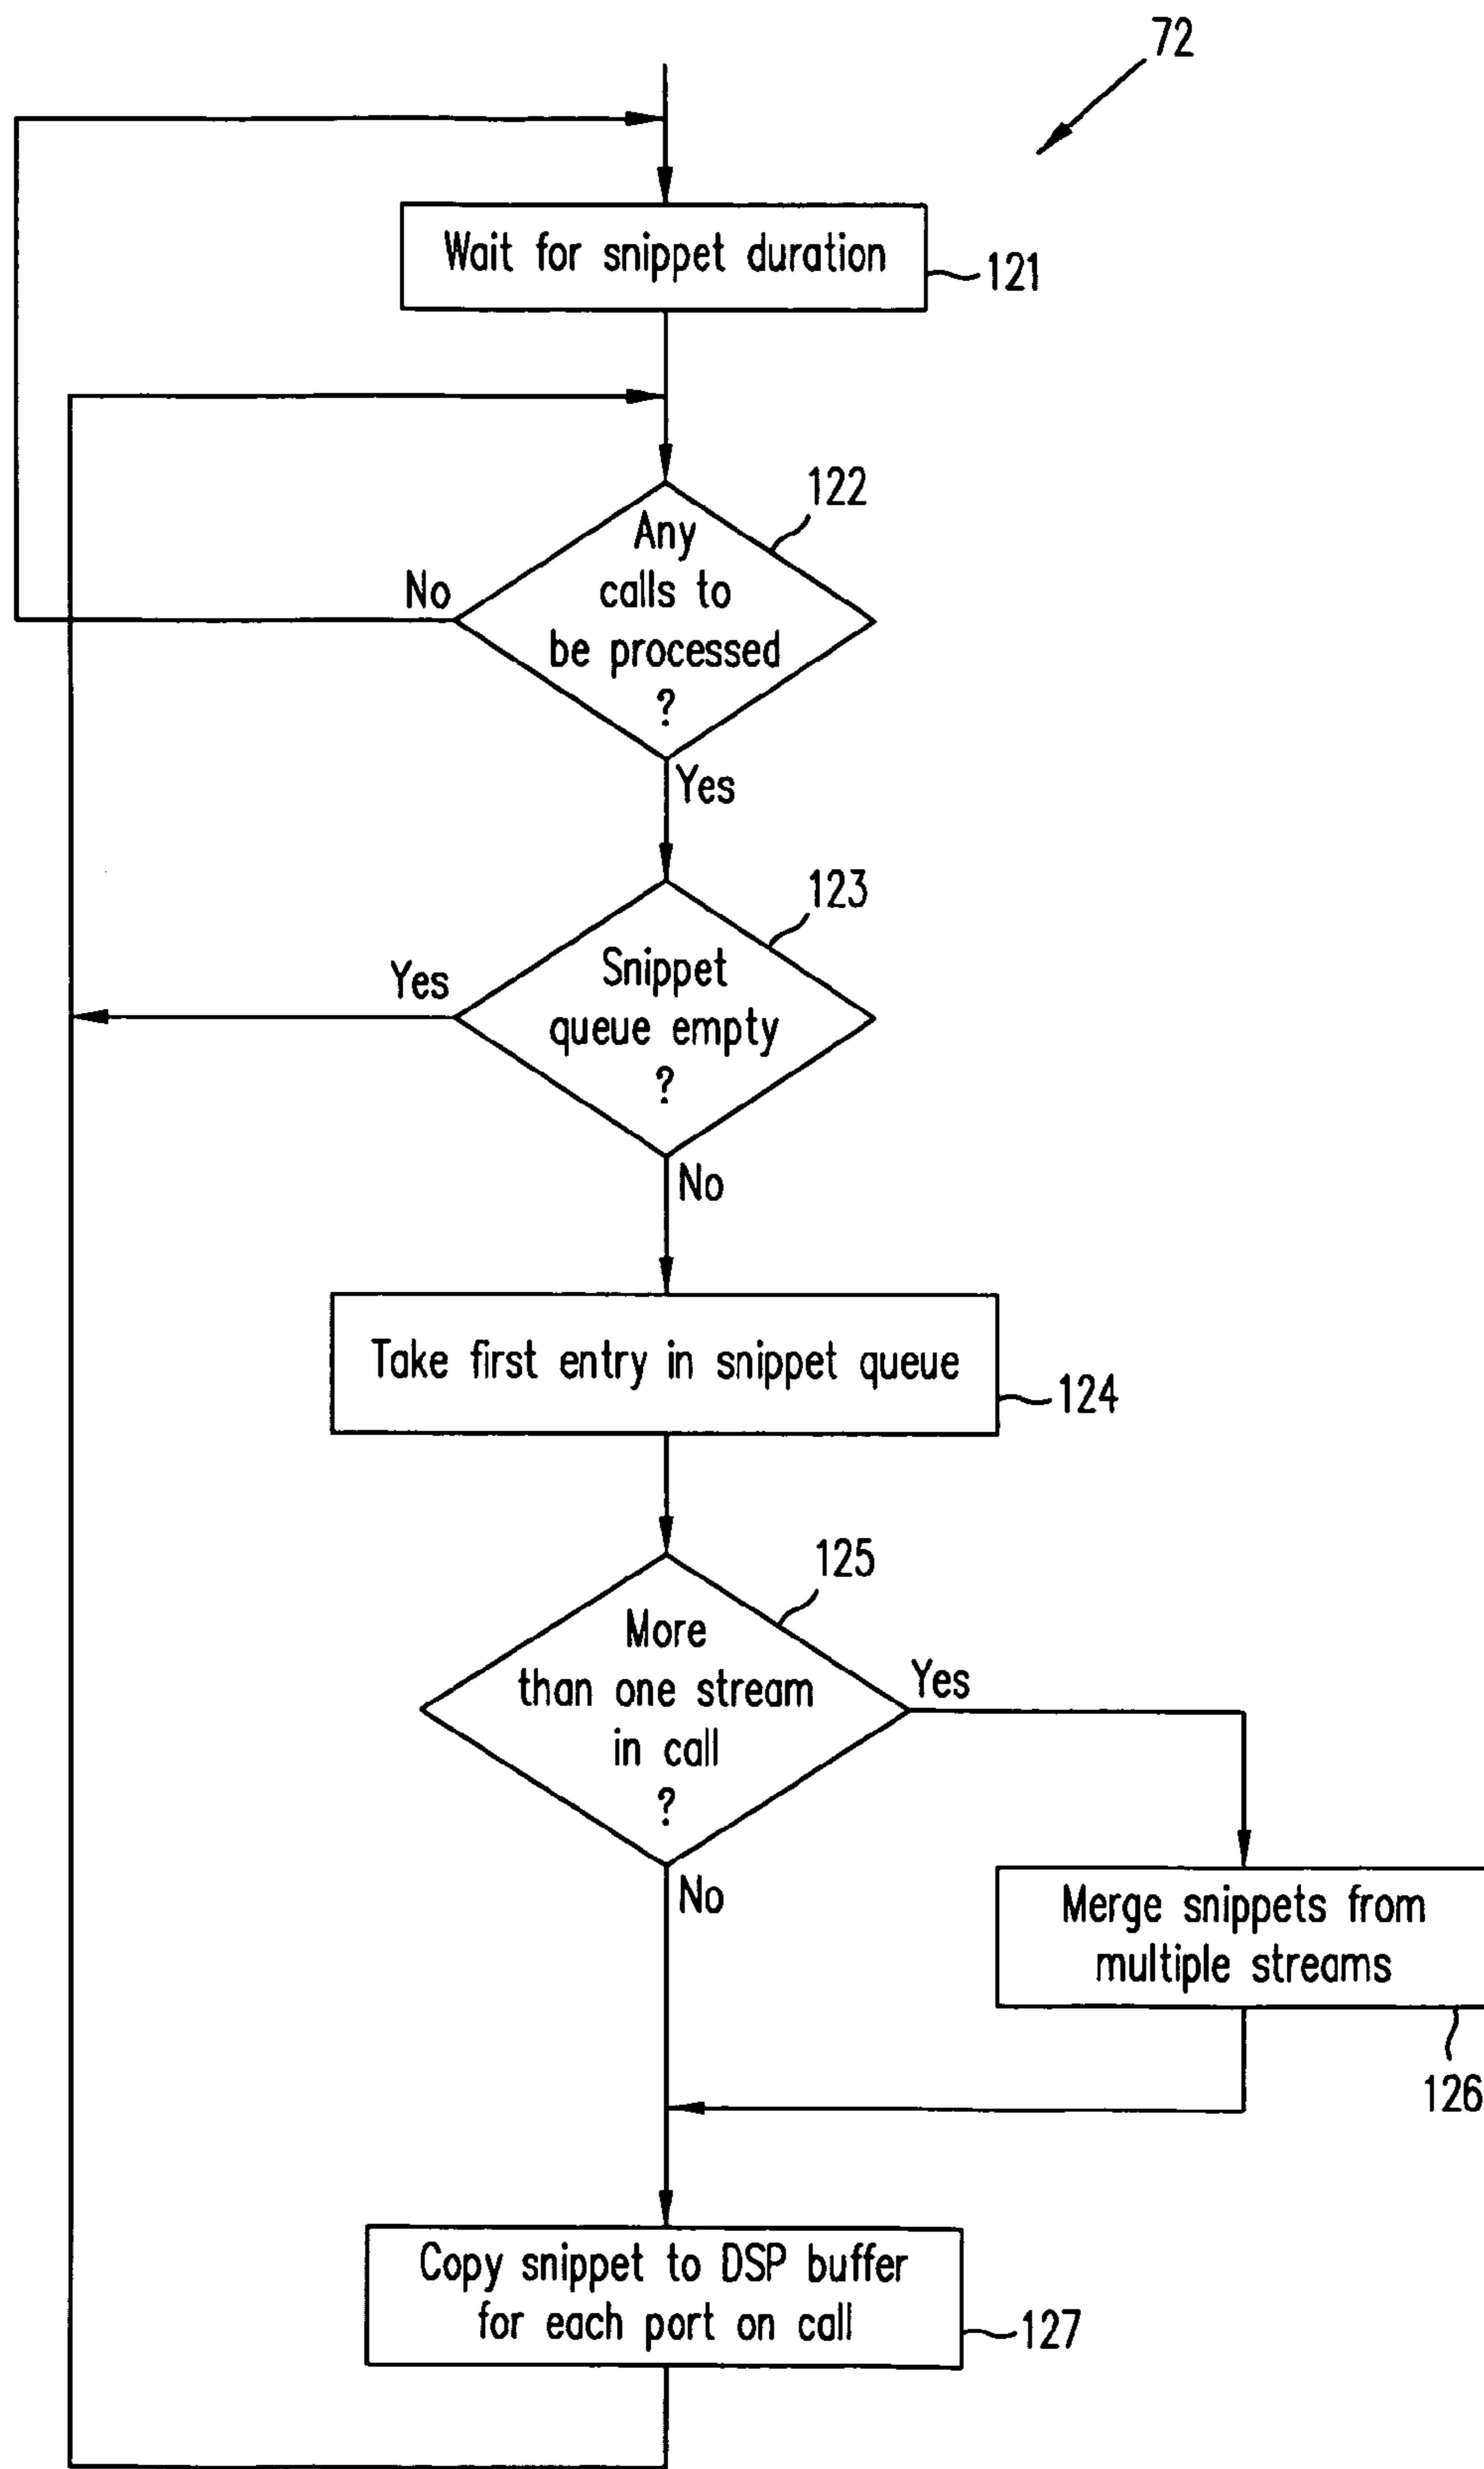 72
Wait for snippet duration
121
122
Any
calls to
be processed
?
No
Yes
123
Snippet
queue empty
?
Yes
No
Take first entry in snippet queue
124
125
More
than one stream
in call
?
Yes
No
Merge snippets from
multiple streams
126
Copy snippet to DSP buffer
for each port on call
127